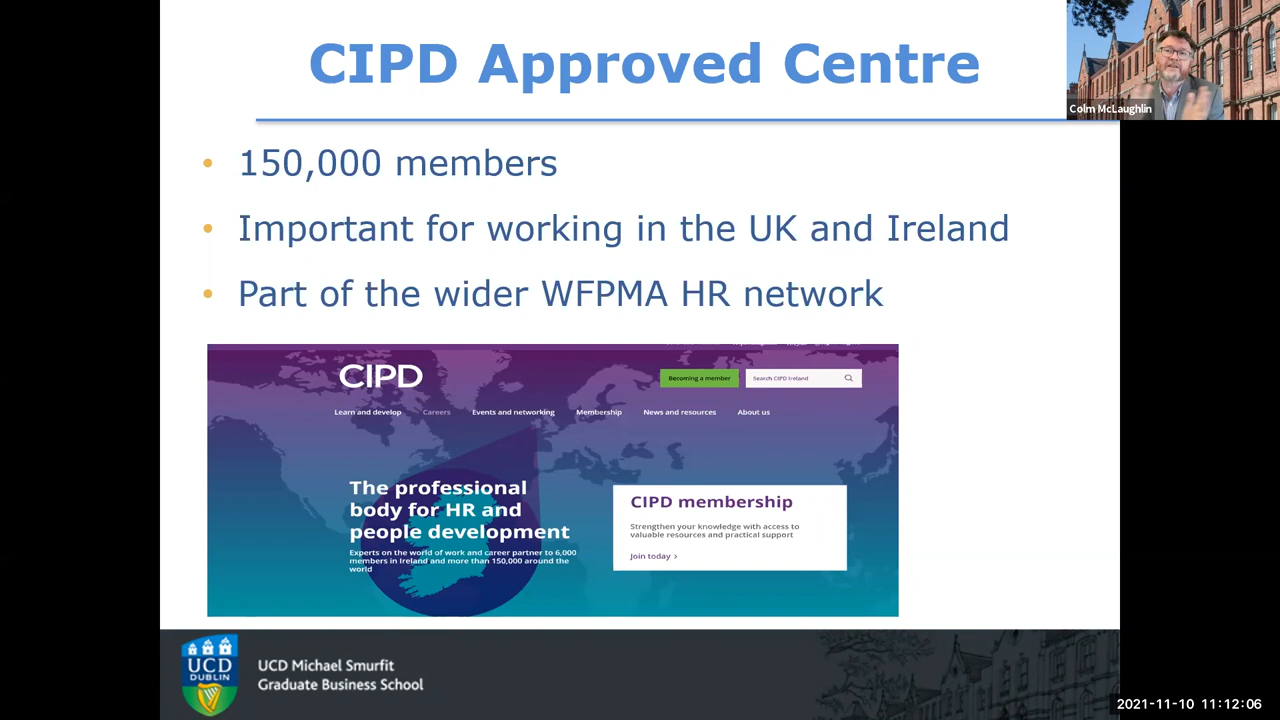 CIPD Approved Centre
Colm McLaughlin
• 150,000 members
• Important for working in the UK and Ireland
• Part of the wider WFPMA HR network
CIPD
Becoming a member
Search CIPD Ireland
Learn and develop Careers Events and networking Membership News and resources About us
The professional
body for HR and
people development
Experts on the world of work and career partner to 6,000
members in Ireland and more than 150,000 around the
world
CIPD membership
Strengthen your knowledge with access to
valuable resources and practical support
Join today >
UCD
DUBLIN
UCD Michael Smurfit
Graduate Business School
2021-11-10 11:12:06